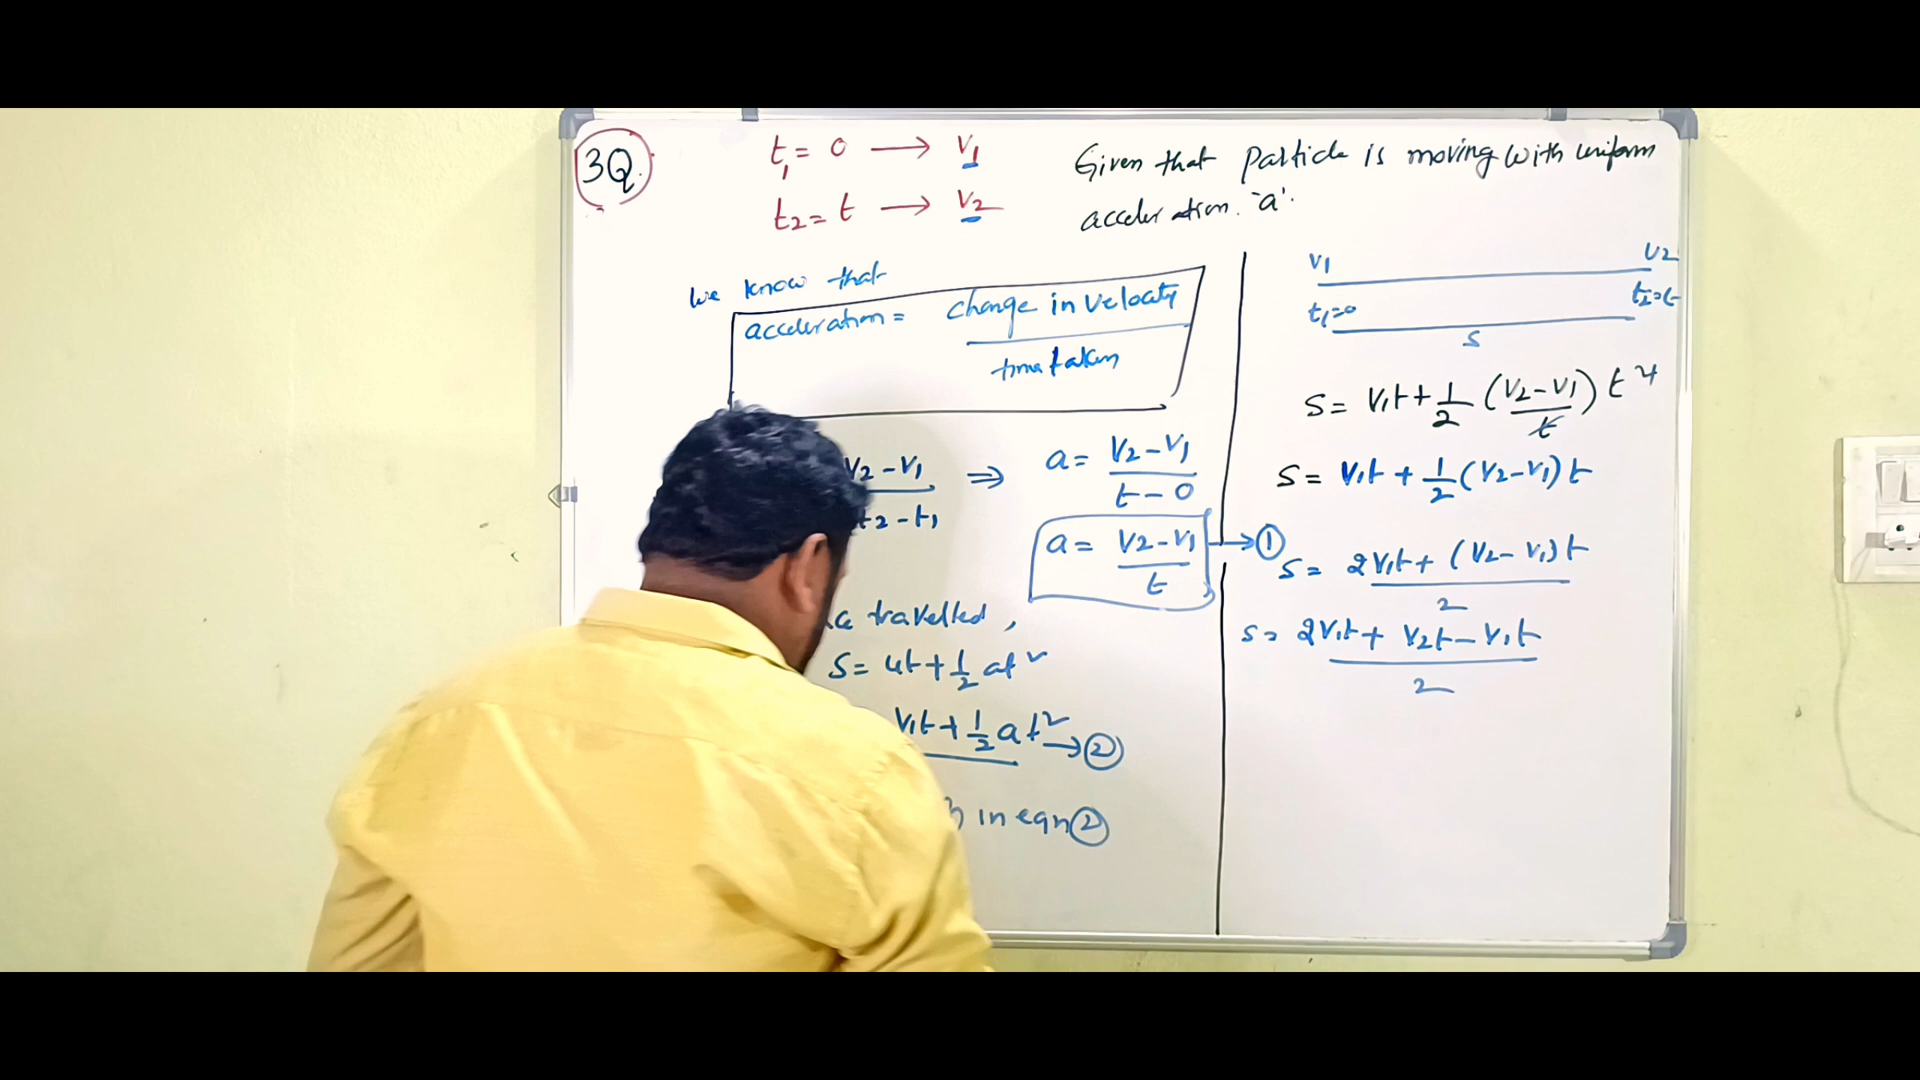 3Q.
t₁ = 0 → V₁
t₂ = t → V₂
Given that particle is moving with uniform
acceleration. 'a'.
we know that
acceleration = change in velocity / time taken
V₂-V₁ / t₂-t₁ ⇒ a = V₂-V₁ / t-0
a = V₂-V₁ / t → ①
travelled,
S = ut + 1/2 at²
V₁t + 1/2 at² → ②
in eqn ②
V₁ V₂
t₁=0 t₂=t
S
S = V₁t + 1/2 (V₂-V₁ / t) t²
S = V₁t + 1/2 (V₂-V₁) t
S = 2V₁t + (V₂-V₁) t / 2
S = 2V₁t + V₂t - V₁t / 2